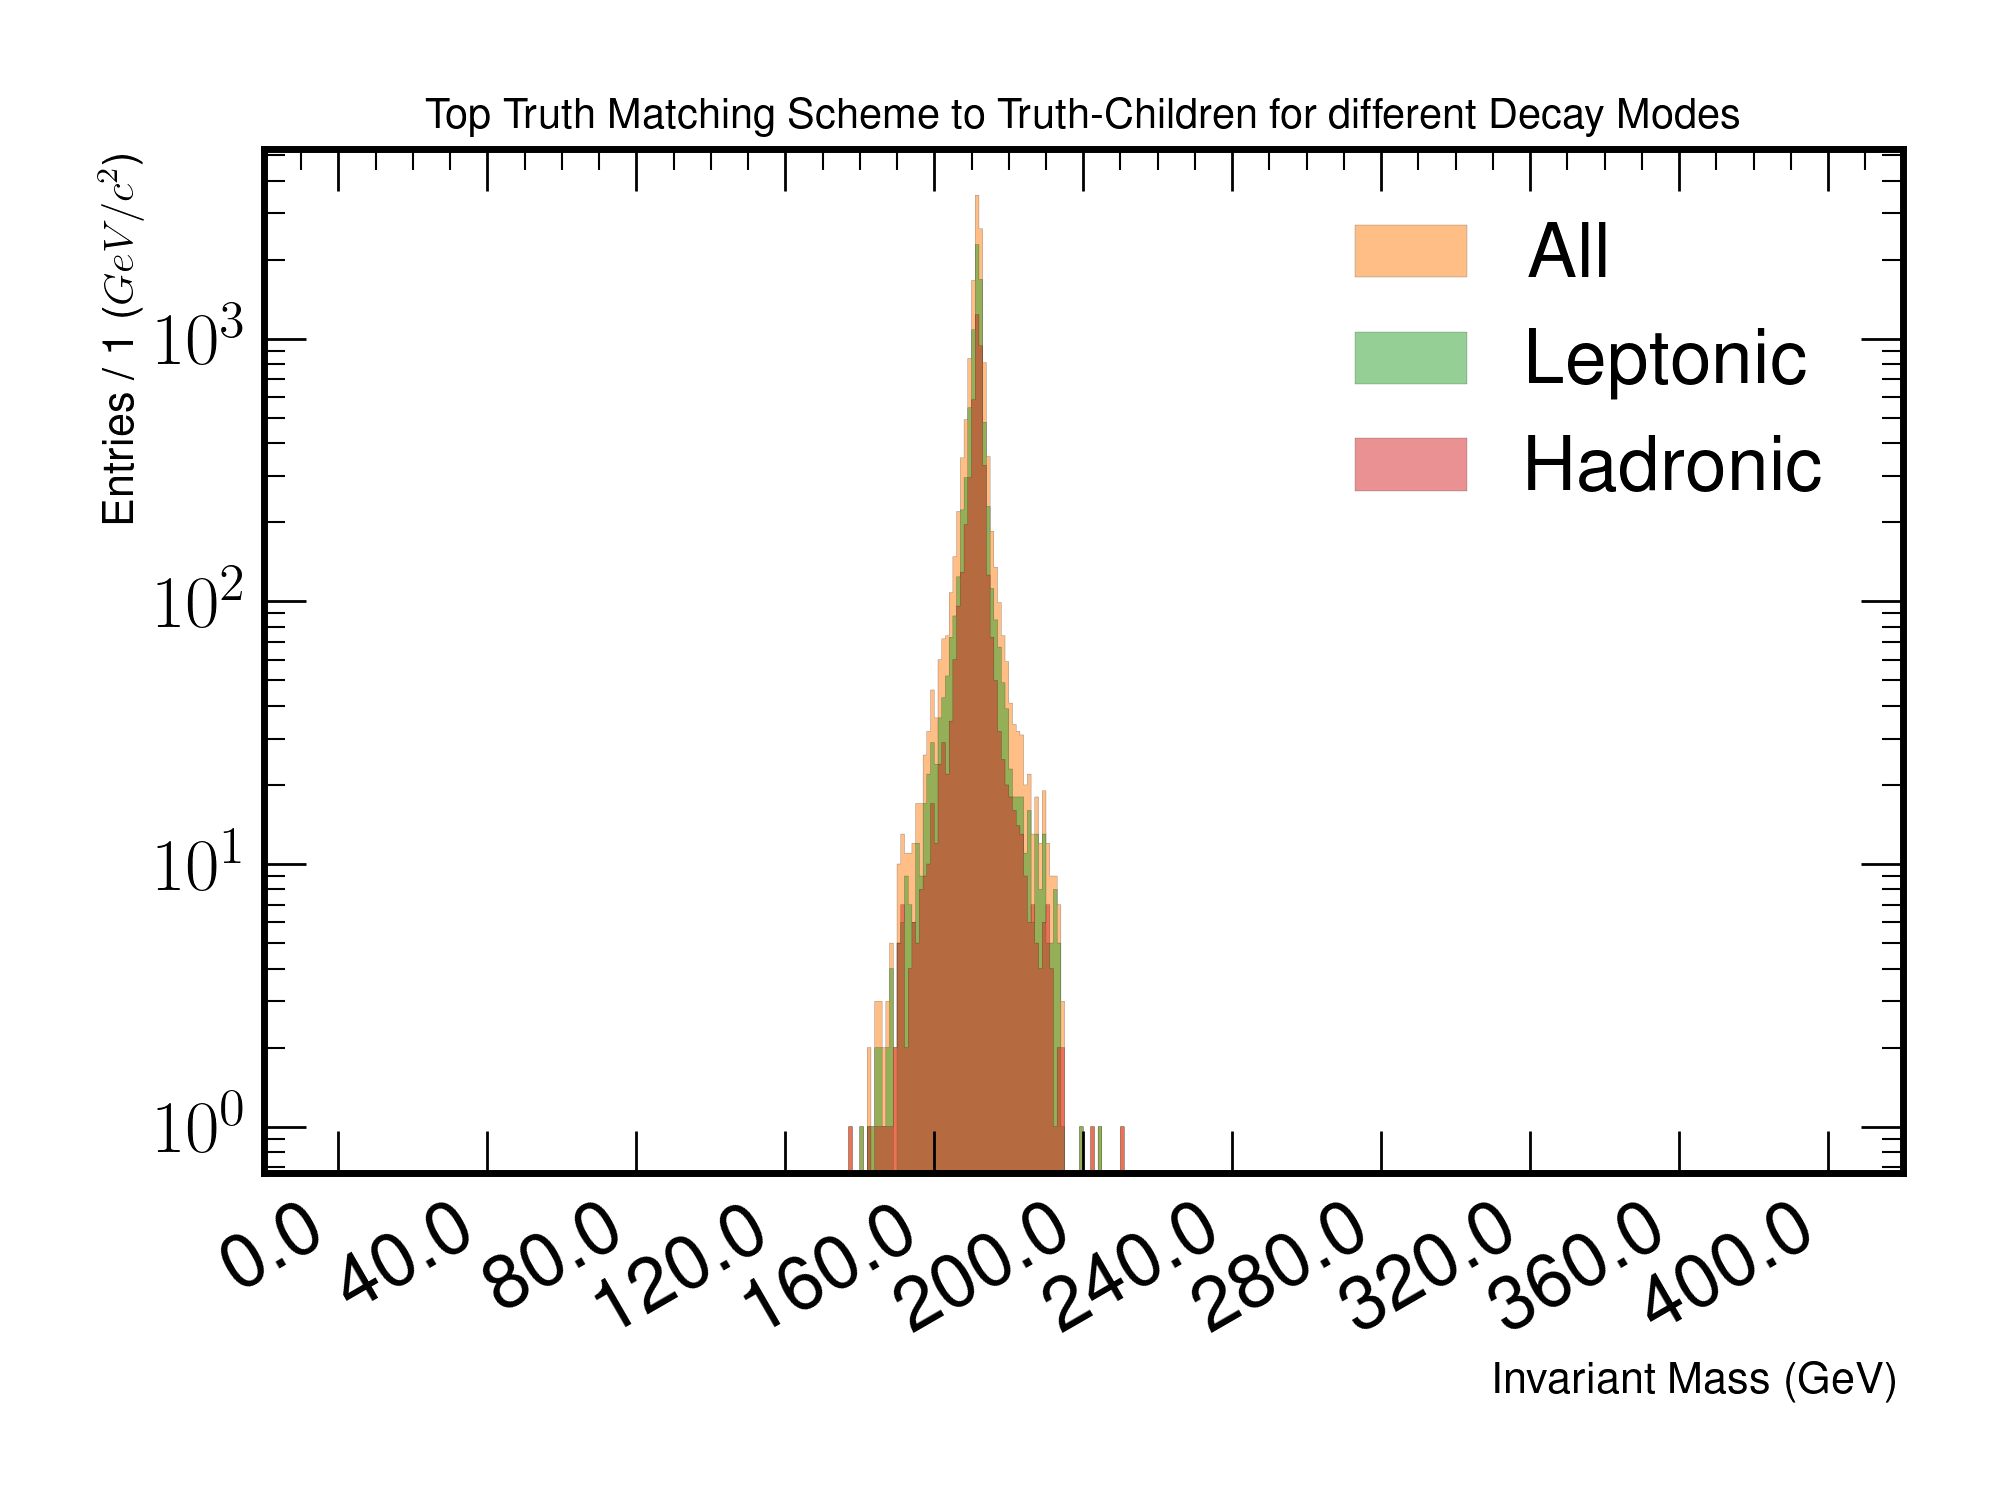 Top Truth Matching Scheme to Truth-Children for different Decay Modes
Entries / 1 (GeV/c²)
10³
10²
10¹
10⁰
All
Leptonic
Hadronic
0.0
40.0
80.0
120.0
160.0
200.0
240.0
280.0
320.0
360.0
400.0
Invariant Mass (GeV)